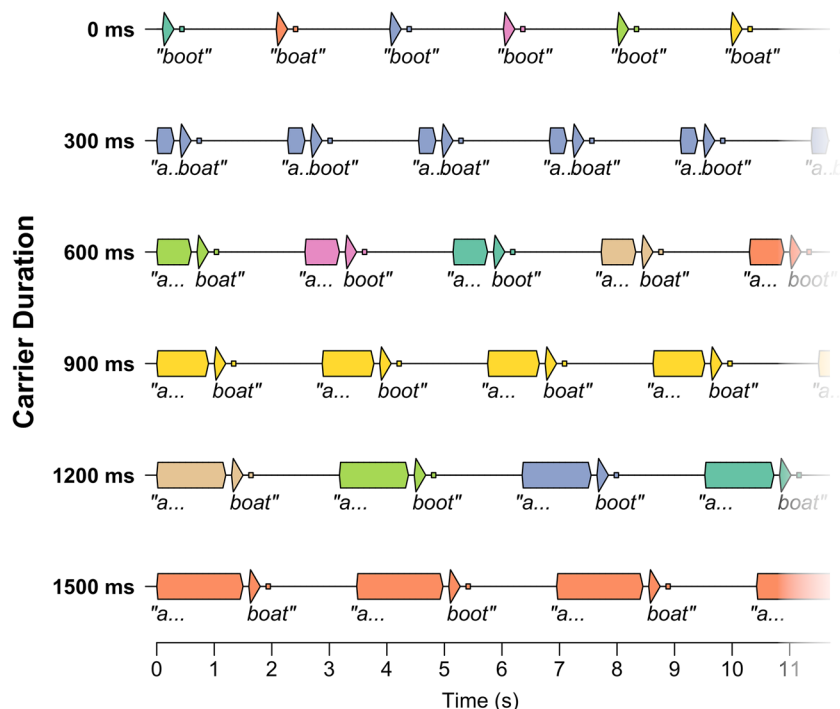 0 ms
"boot" "boat" "boot" "boot" "boot" "boat"
300 ms
"a..boat" "a..boot" "a..boat" "a..boat" "a..boot" "a..b
Carrier Duration
600 ms
"a... boat" "a... boot" "a... boot" "a... boat" "a... boot"
900 ms
"a... boat" "a... boot" "a... boat" "a... boat" "a...
1200 ms
"a... boat" "a... boot" "a... boot" "a... boat"
1500 ms
"a... boat" "a... boot" "a... boat" "a...
0 1 2 3 4 5 6 7 8 9 10 11
Time (s)